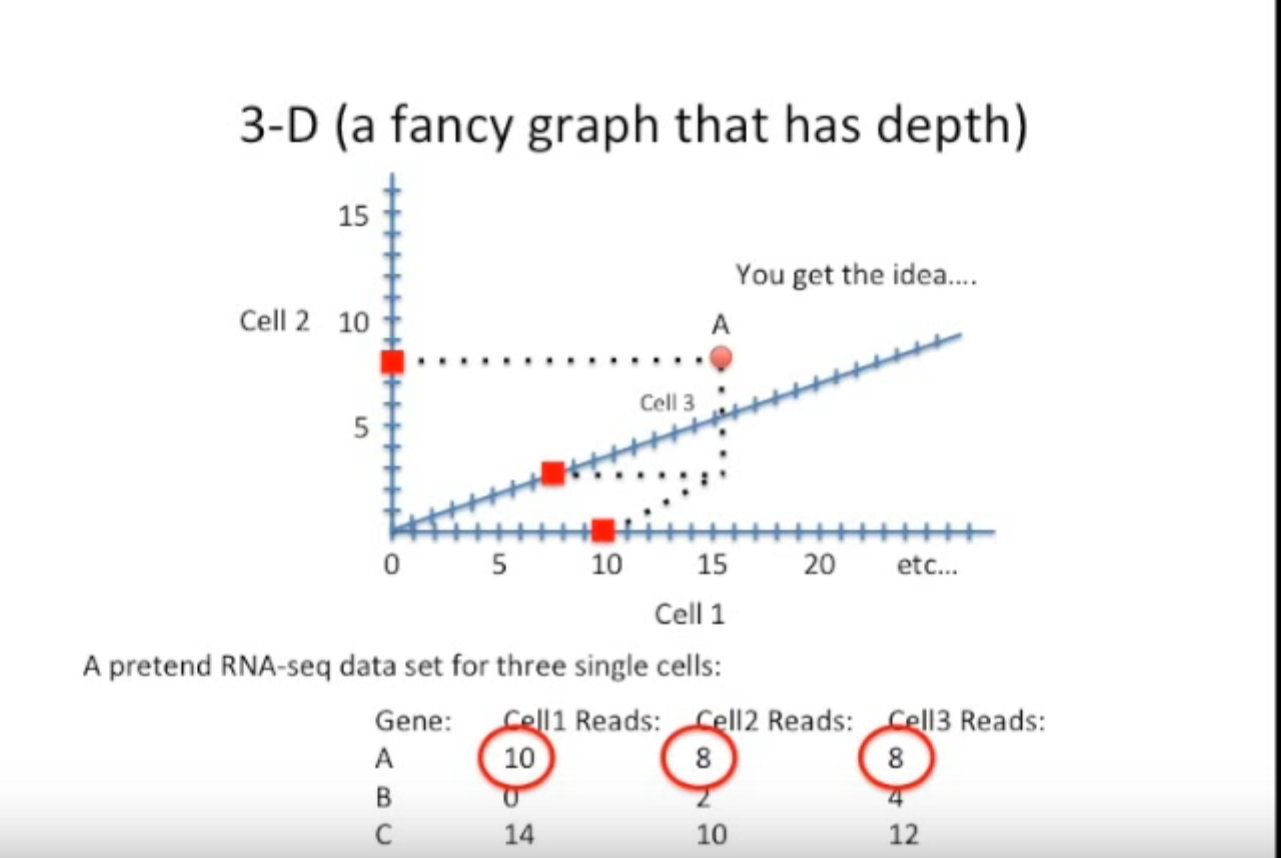 3-D (a fancy graph that has depth)
15
You get the idea....
Cell 2 10
A
Cell 3
5
0 5 10 15 20 etc...
Cell 1
A pretend RNA-seq data set for three single cells:
Gene: Cell1 Reads: Cell2 Reads: Cell3 Reads:
A 10 8 8
B 0 2 4
C 14 10 12